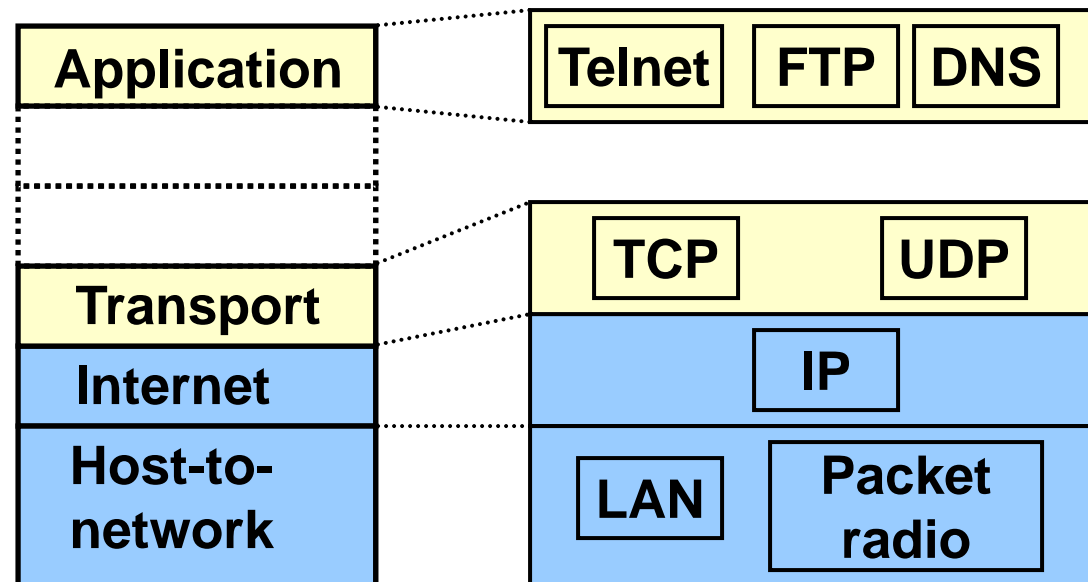 Application
Telnet FTP DNS
TCP UDP
Transport
Internet
IP
Host-to-
network
LAN
Packet
radio